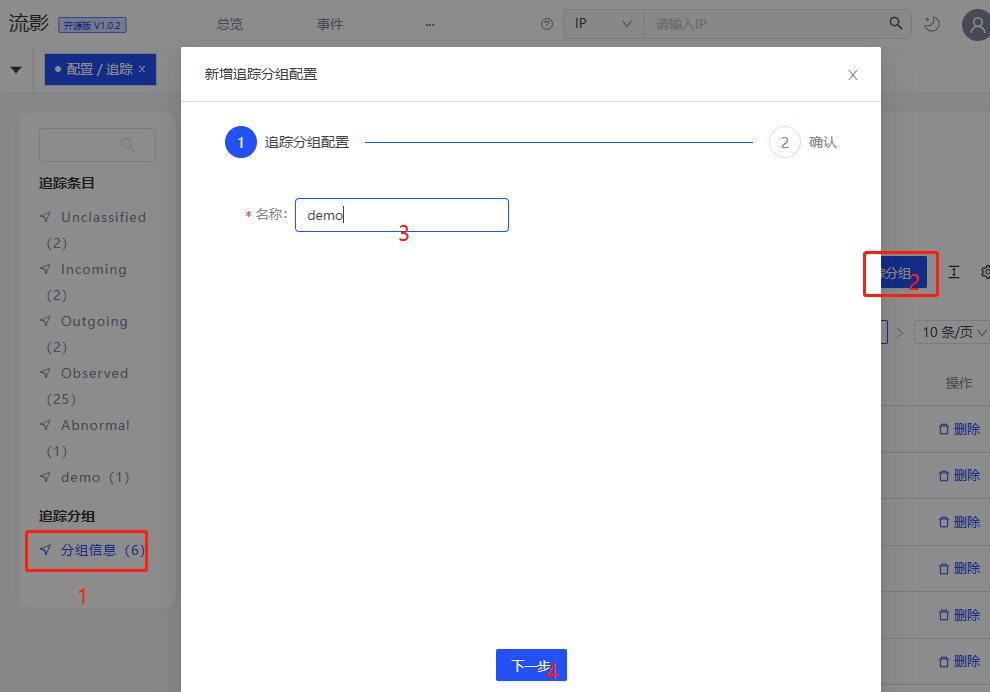 流影 开源版 V1.0.2 总览 事件 ... IP 请输入IP
配置 / 追踪 ×
新增追踪分组配置
1 追踪分组配置 2 确认
* 名称: demo
3
追踪条目
Unclassified
(2)
Incoming
(2)
Outgoing
(2)
Observed
(25)
Abnormal
(1)
demo (1)
追踪分组
分组信息 (6)
1
分组
2
10 条/页
操作
删除
删除
删除
删除
删除
删除
下一步
4